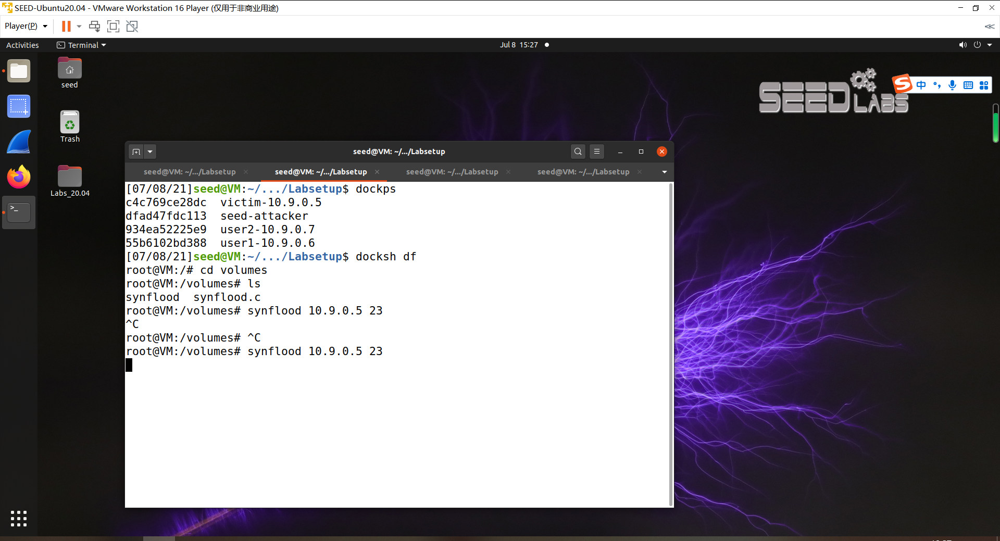 SEED-Ubuntu20.04 - VMware Workstation 16 Player (仅用于非商业用途)
Player(P)
Activities
Terminal
Jul 8 15:27
seed
Trash
Labs_20.04
SEED LABS
中
seed@VM: ~/.../Labsetup
seed@VM: ~/.../Labsetup
seed@VM: ~/.../Labsetup
seed@VM: ~/.../Labsetup
seed@VM: ~/.../Labsetup
[07/08/21]seed@VM:~/.../Labsetup$ dockps
c4c769ce28dc  victim-10.9.0.5
dfad47fdc113  seed-attacker
934ea52225e9  user2-10.9.0.7
55b6102bd388  user1-10.9.0.6
[07/08/21]seed@VM:~/.../Labsetup$ docksh df
root@VM:/# cd volumes
root@VM:/volumes# ls
synflood  synflood.c
root@VM:/volumes# synflood 10.9.0.5 23
^C
root@VM:/volumes# ^C
root@VM:/volumes# synflood 10.9.0.5 23